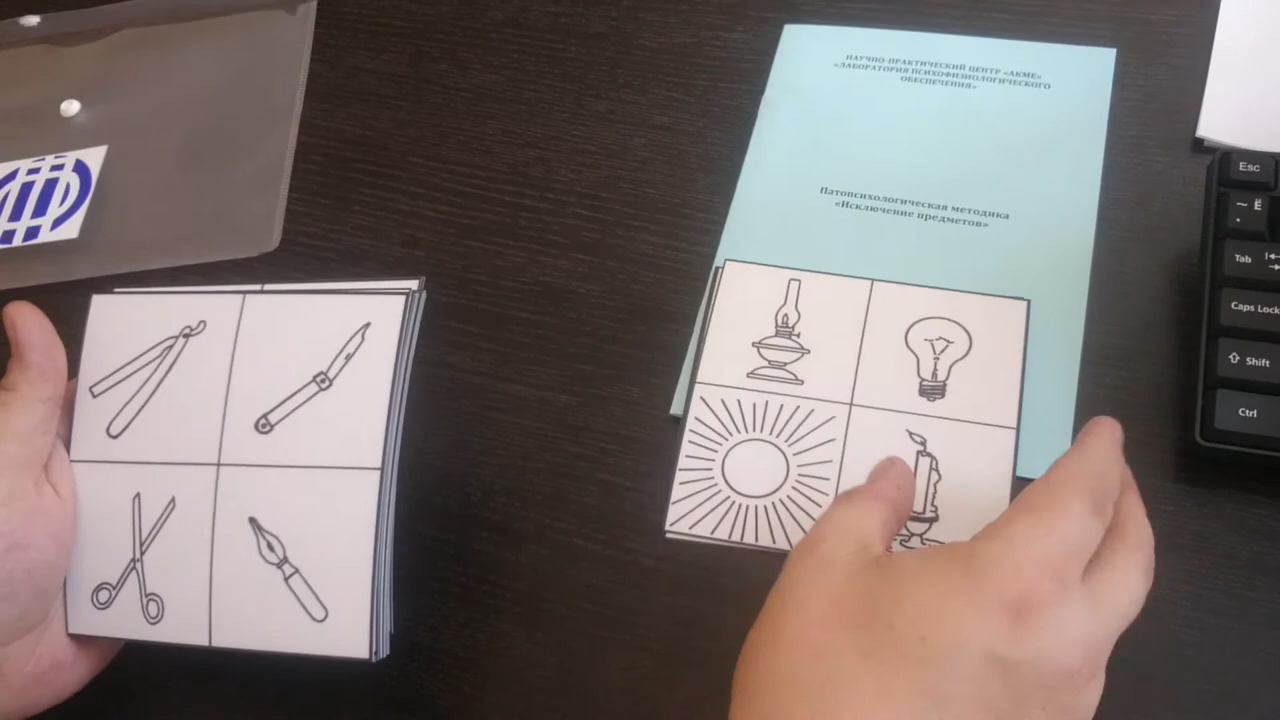 НАУЧНО-ПРАКТИЧЕСКИЙ ЦЕНТР «АКМЕ»
«ЛАБОРАТОРИЯ ПСИХОФИЗИОЛОГИЧЕСКОГО
ОБЕСПЕЧЕНИЯ»
Патопсихологическая методика
«Исключение предметов»
Esc
~ Ё
Tab
Caps Lock
Shift
Ctrl